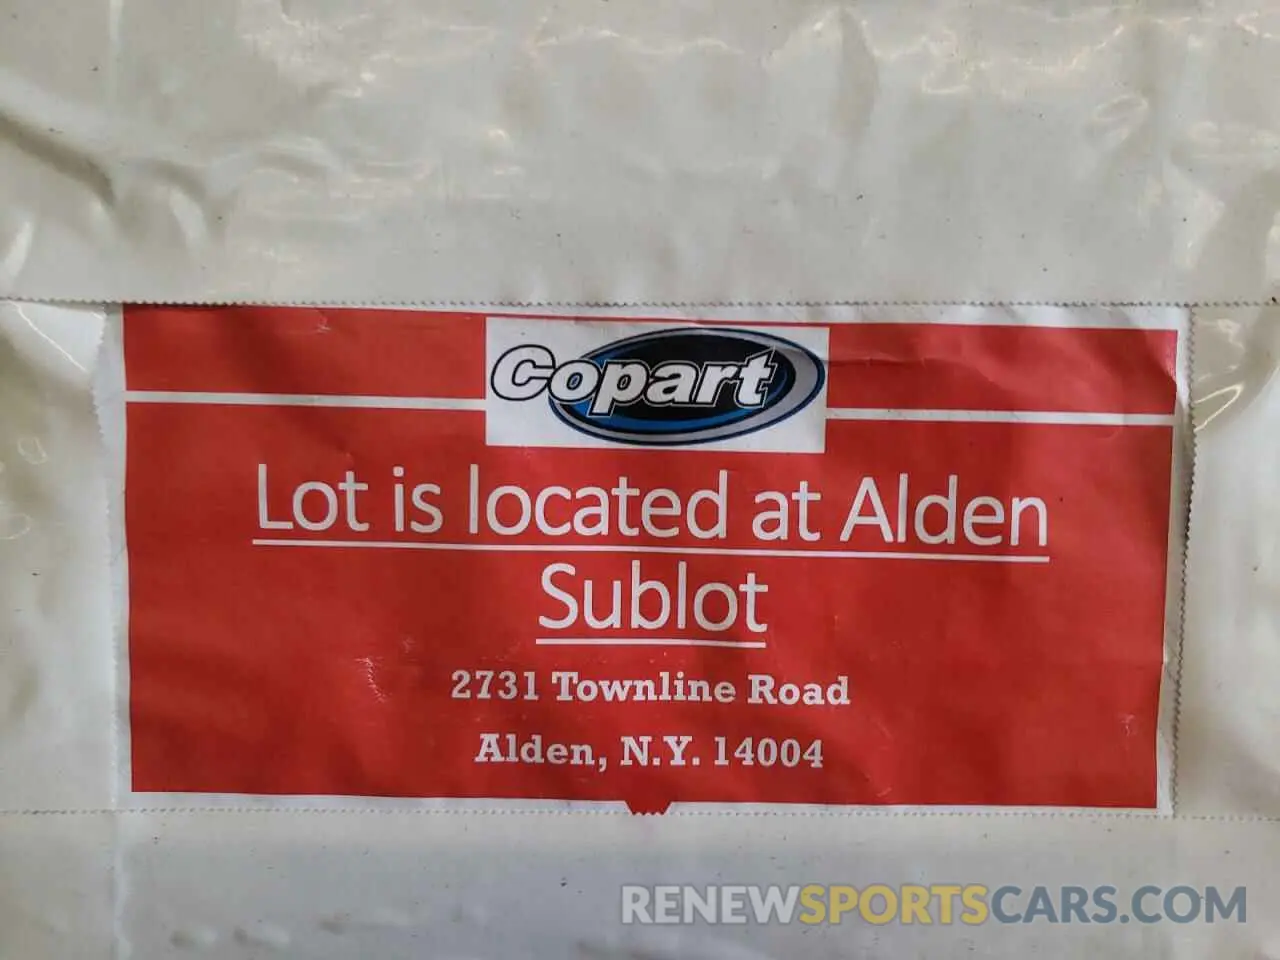 Copart
Lot is located at Alden
Sublot
2731 Townline Road
Alden, N.Y. 14004
RENEWSPORTSCARS.COM